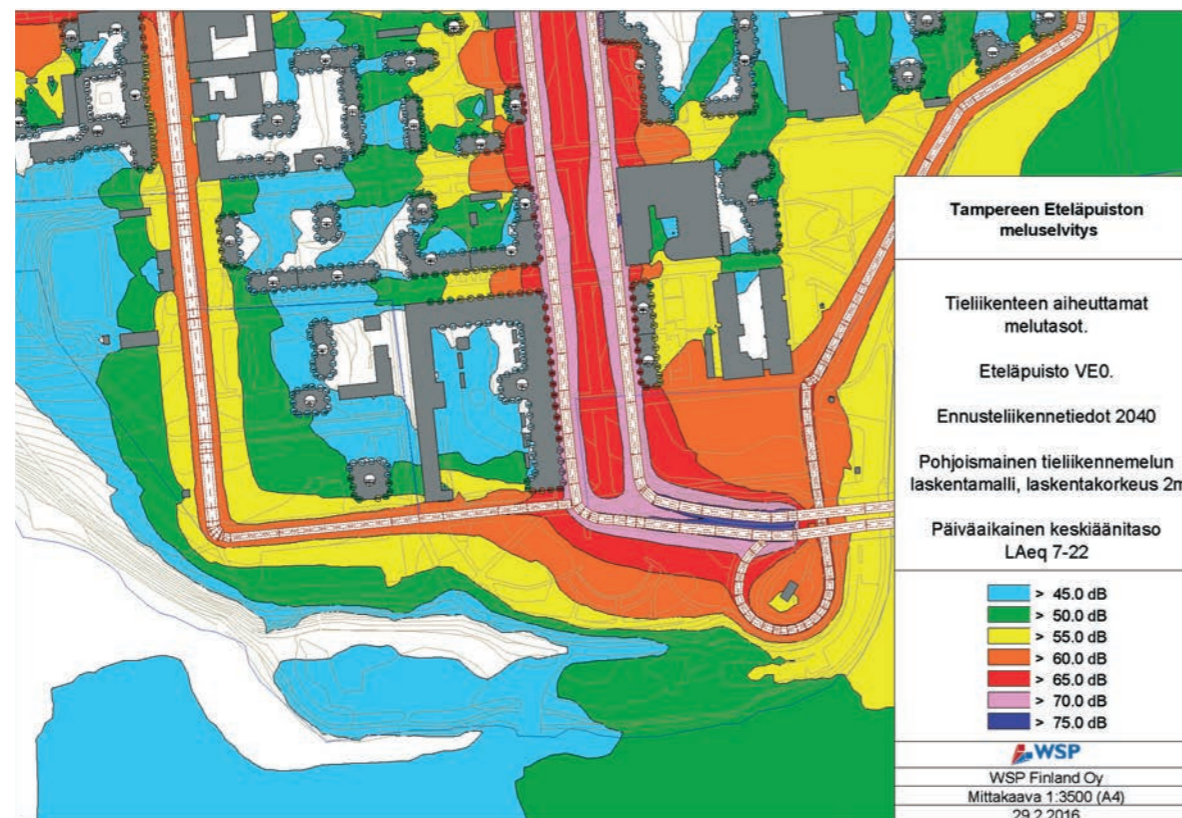 Tampereen Eteläpuiston
meluselvitys
Tieliikenteen aiheuttamat
melutasot.
Eteläpuisto VE0.
Ennusteliikennetiedot 2040
Pohjoismainen tieliikennemelun
laskentamalli, laskentakorkeus 2m
Päiväaikainen keskiäänitaso
LAeq 7-22
> 45.0 dB
> 50.0 dB
> 55.0 dB
> 60.0 dB
> 65.0 dB
> 70.0 dB
> 75.0 dB
WSP
WSP Finland Oy
Mittakaava 1:3500 (A4)
29.2.2016